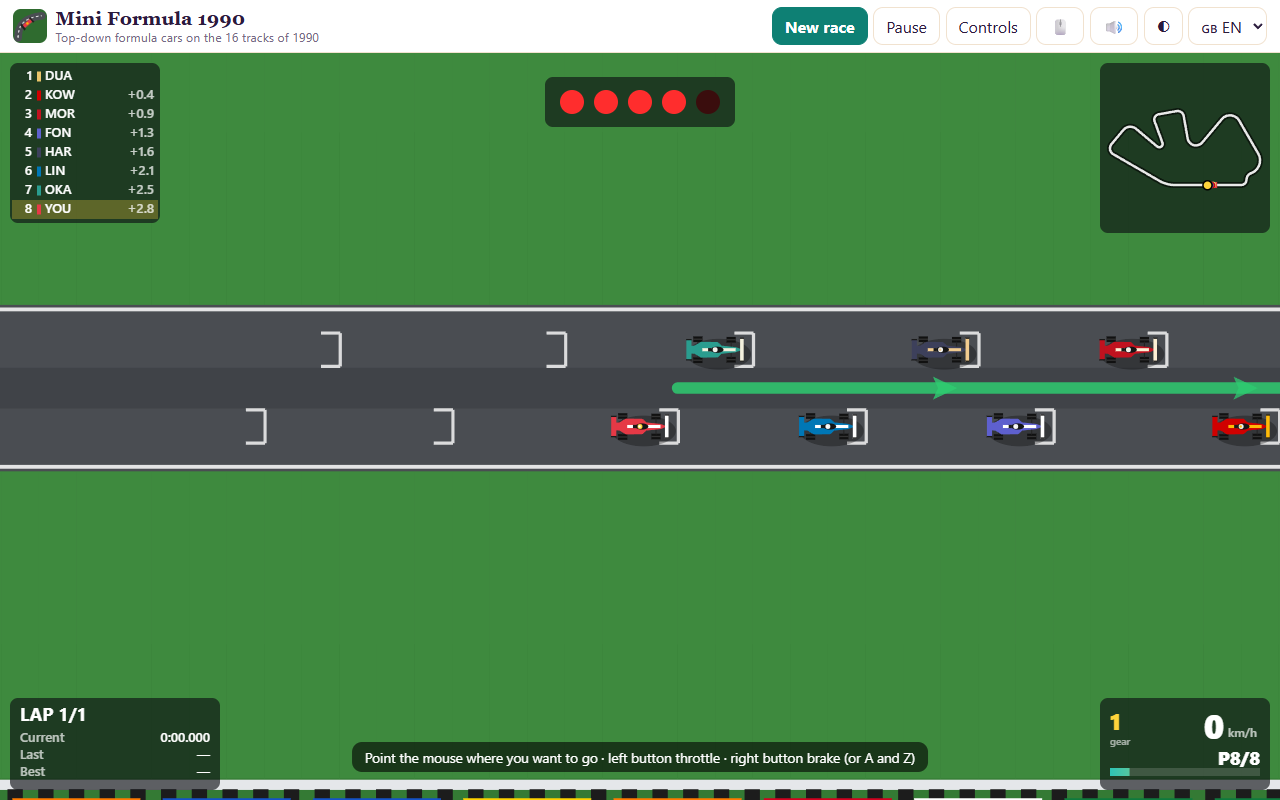 Mini Formula 1990
Top-down formula cars on the 16 tracks of 1990
New race
Pause
Controls
GB EN
1 DUA
2 KOW +0.4
3 MOR +0.9
4 FON +1.3
5 HAR +1.6
6 LIN +2.1
7 OKA +2.5
8 YOU +2.8
LAP 1/1
Current 0:00.000
Last —
Best —
Point the mouse where you want to go · left button throttle · right button brake (or A and Z)
1 0 km/h
gear
P8/8